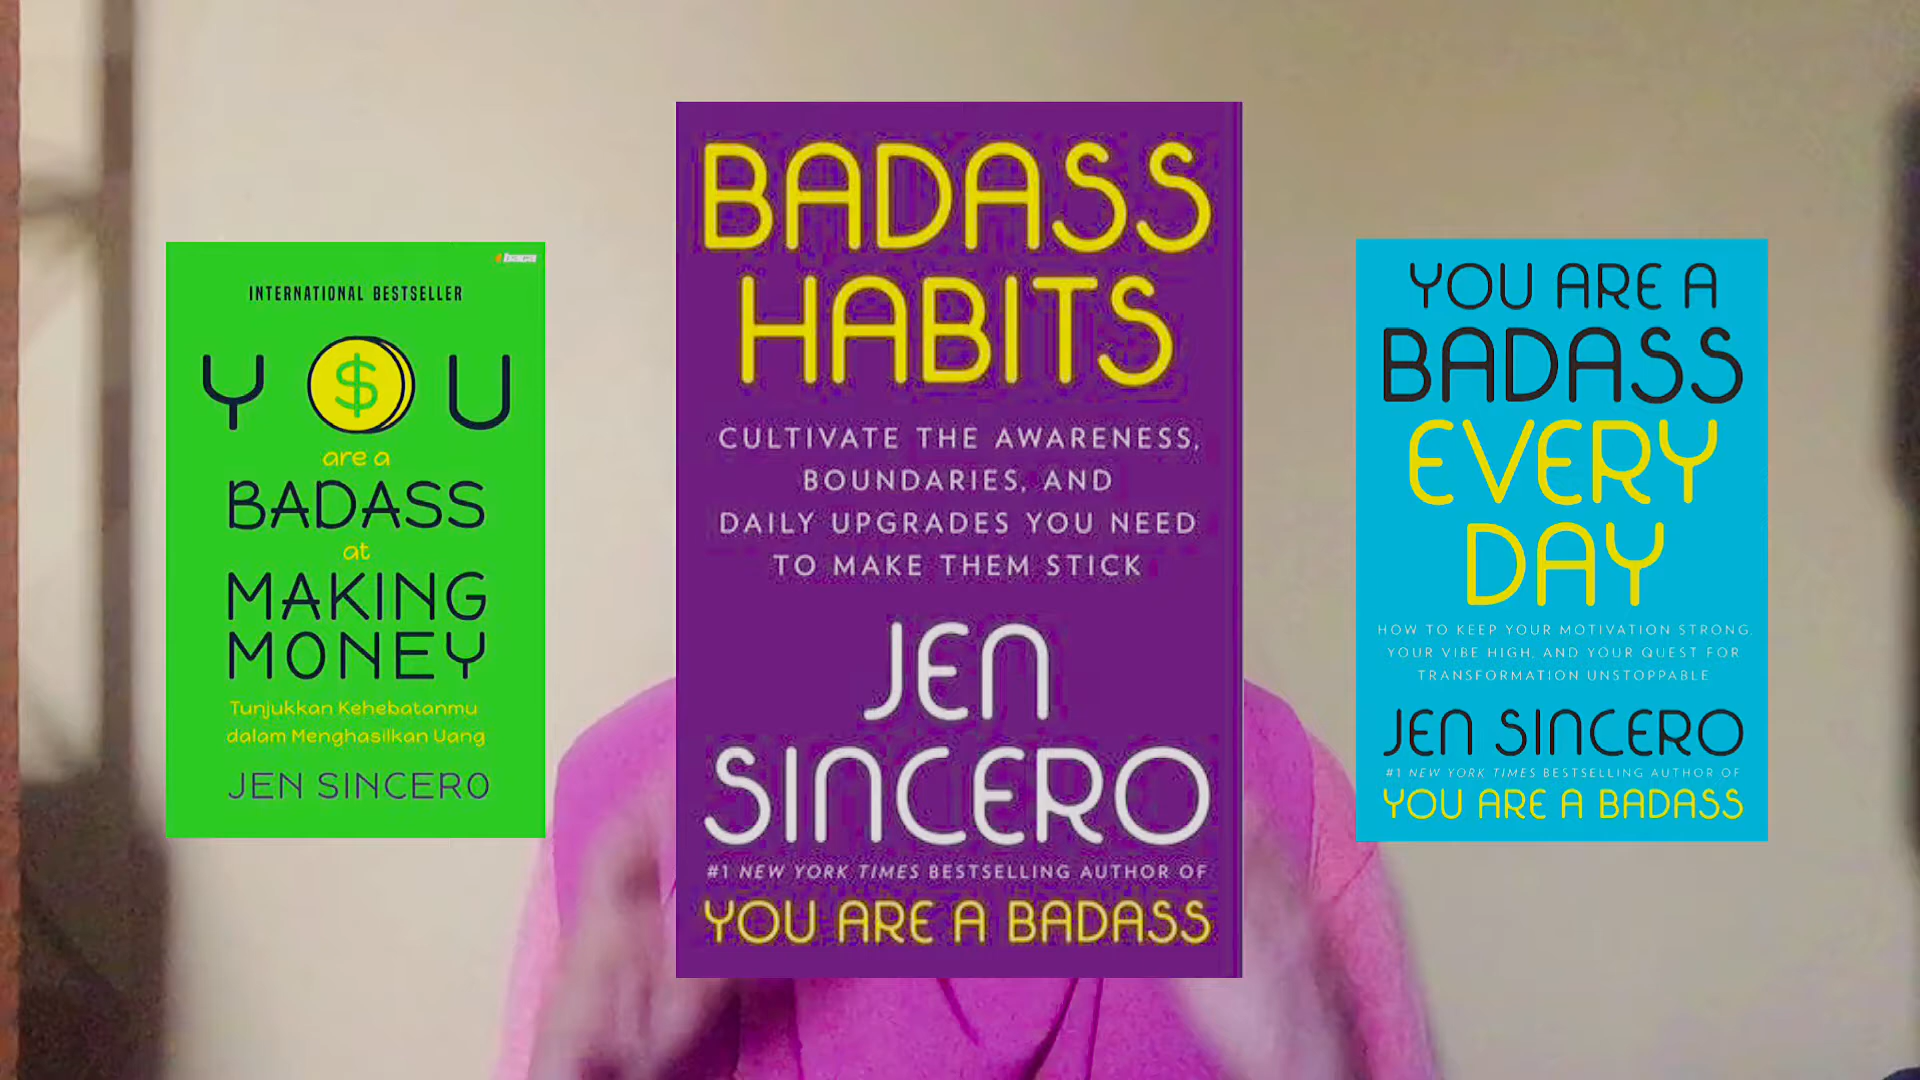 baca
INTERNATIONAL BESTSELLER
Y$U
are a
BADASS
at
MAKING
MONEY
Tunjukkan Kehebatanmu
dalam Menghasilkan Uang
JEN SINCERO
BADASS
HABITS
CULTIVATE THE AWARENESS,
BOUNDARIES, AND
DAILY UPGRADES YOU NEED
TO MAKE THEM STICK
JEN
SINCERO
#1 NEW YORK TIMES BESTSELLING AUTHOR OF
YOU ARE A BADASS
YOU ARE A
BADASS
EVERY
DAY
HOW TO KEEP YOUR MOTIVATION STRONG,
YOUR VIBE HIGH, AND YOUR QUEST FOR
TRANSFORMATION UNSTOPPABLE
JEN SINCERO
#1 NEW YORK TIMES BESTSELLING AUTHOR OF
YOU ARE A BADASS